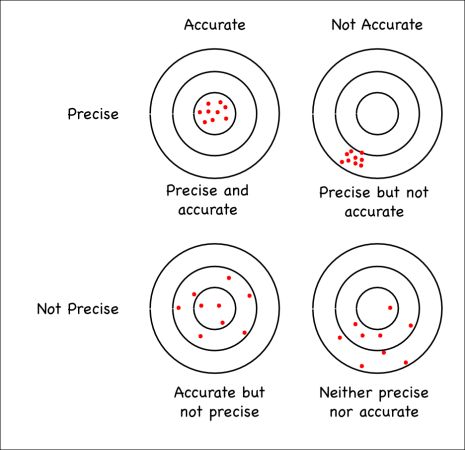 Accurate
Not Accurate
Precise
Precise and
accurate
Precise but not
accurate
Not Precise
Accurate but
not precise
Neither precise
nor accurate